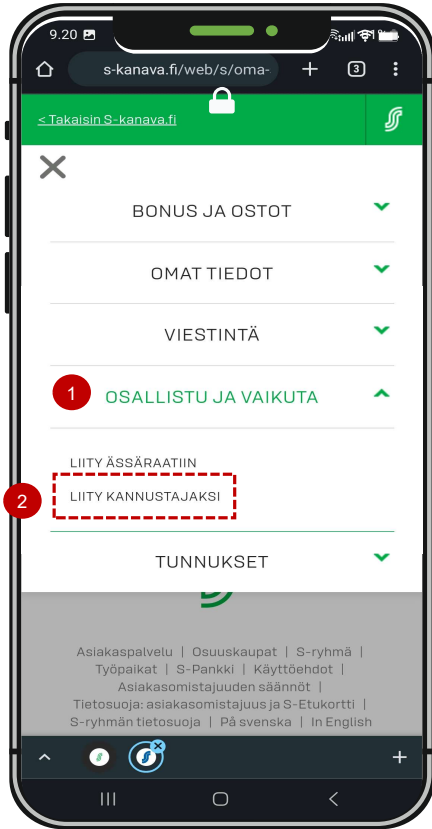 9.20
s-kanava.fi/web/s/oma-
3
< Takaisin S-kanava.fi
BONUS JA OSTOT
OMAT TIEDOT
VIESTINTÄ
1 OSALLISTU JA VAIKUTA
LIITY ÄSSÄRAATIIN
2 LIITY KANNUSTAJAKSI
TUNNUKSET
Asiakaspalvelu | Osuuskaupat | S-ryhmä |
Työpaikat | S-Pankki | Käyttöehdot |
Asiakasomistajuuden säännöt |
Tietosuoja: asiakasomistajuus ja S-Etukortti |
S-ryhmän tietosuoja | På svenska | In English